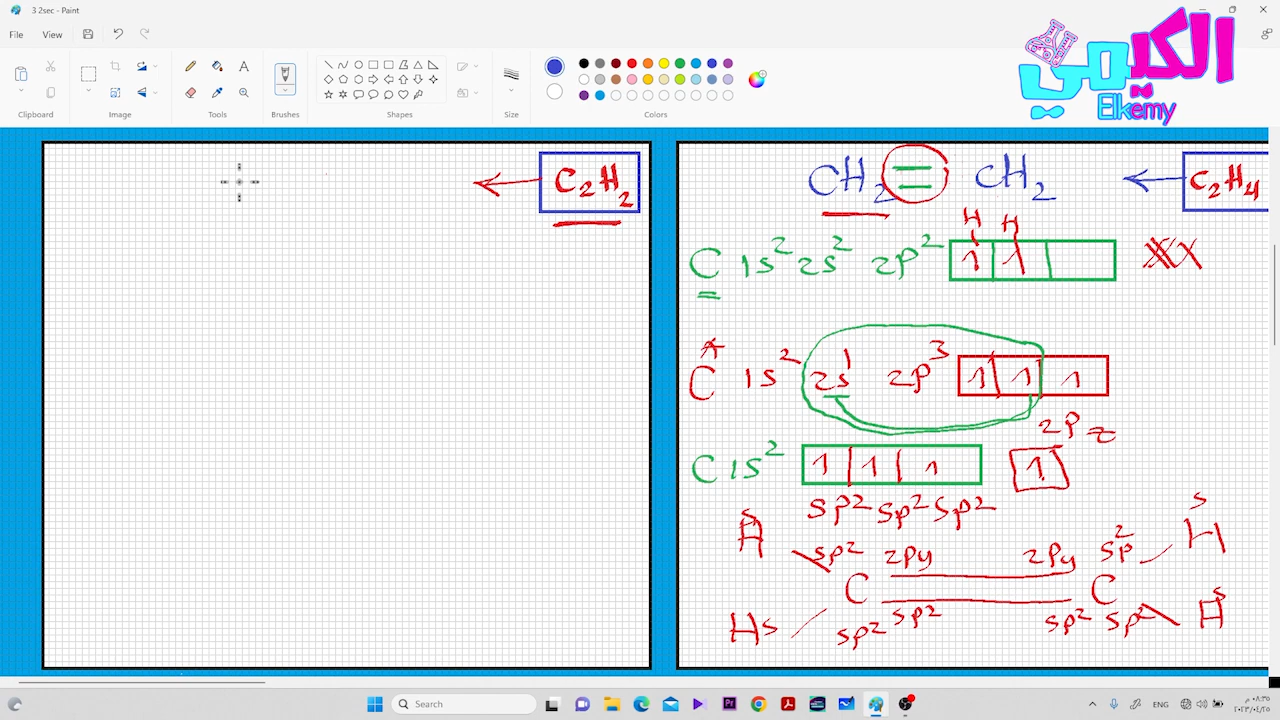 3 2sec - Paint
File View
Clipboard Image Tools Brushes Shapes Size Colors
الكيمي
Elkemy
C₂H₂
CH₂ = CH₂
C₂H₄
H H
C 1s² 2s² 2p² 1 1
C* 1s² 2s¹ 2p³ 1 1 1
2Pz
C 1s² 1 1 1 1
sp² sp² sp²
s s
H sp² 2Py 2Py sp² H
C C
s
Hs sp² sp² sp² sp² H
Search
ENG